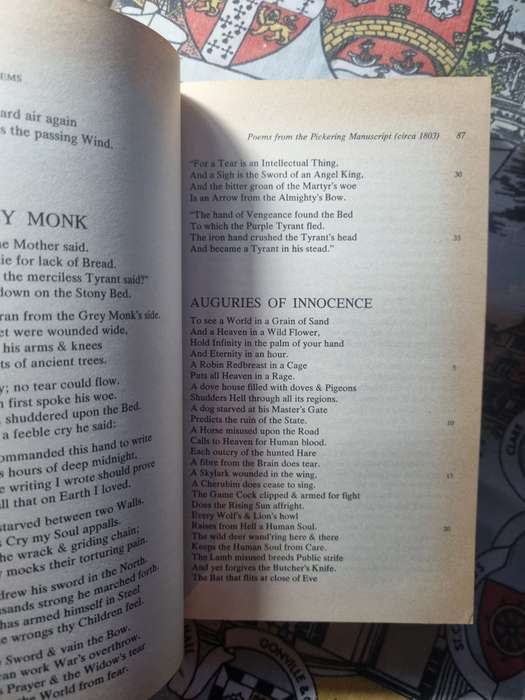 EMS
ard air again
s the passing Wind.
Y MONK
e Mother said.
ie for lack of Bread.
the merciless Tyrant said?"
down on the Stony Bed.
ran from the Grey Monk's side.
et were wounded wide,
his arms & knees
ts of ancient trees.
y; no tear could flow.
n first spoke his woe.
shuddered upon the Bed.
a feeble cry he said:
ommanded this hand to write
s hours of deep midnight,
e writing I wrote should prove
all that on Earth I loved.
starved between two Walls.
s Cry my Soul appalls.
he wrack & griding chain;
y mocks their torturing pain.
drew his sword in the North.
sands strong he marched forth.
has armed himself in Steel
e wrongs thy Children feel.
e Sword & vain the Bow.
an work War's overthrow.
s Prayer & the Widow's tear
the World from fear.
Poems from the Pickering Manuscript (circa 1803) 87
"For a Tear is an Intellectual Thing,
And a Sigh is the Sword of an Angel King, 30
And the bitter groan of the Martyr's woe
Is an Arrow from the Almighty's Bow.
"The hand of Vengeance found the Bed
To which the Purple Tyrant fled.
The iron hand crushed the Tyrant's head 35
And became a Tyrant in his stead."
AUGURIES OF INNOCENCE
To see a World in a Grain of Sand
And a Heaven in a Wild Flower,
Hold Infinity in the palm of your hand
And Eternity in an hour.
A Robin Redbreast in a Cage 5
Puts all Heaven in a Rage.
A dove house filled with doves & Pigeons
Shudders Hell through all its regions.
A dog starved at his Master's Gate
Predicts the ruin of the State. 10
A Horse misused upon the Road
Calls to Heaven for Human blood.
Each outcry of the hunted Hare
A fibre from the Brain does tear.
A Skylark wounded in the wing, 15
A Cherubim does cease to sing.
The Game Cock clipped & armed for fight
Does the Rising Sun affright.
Every Wolf's & Lion's howl
Raises from Hell a Human Soul. 20
The wild deer wand'ring here & there
Keeps the Human Soul from Care.
The Lamb misused breeds Public strife
And yet forgives the Butcher's Knife.
The Bat that flits at close of Eve
GONVILLE &